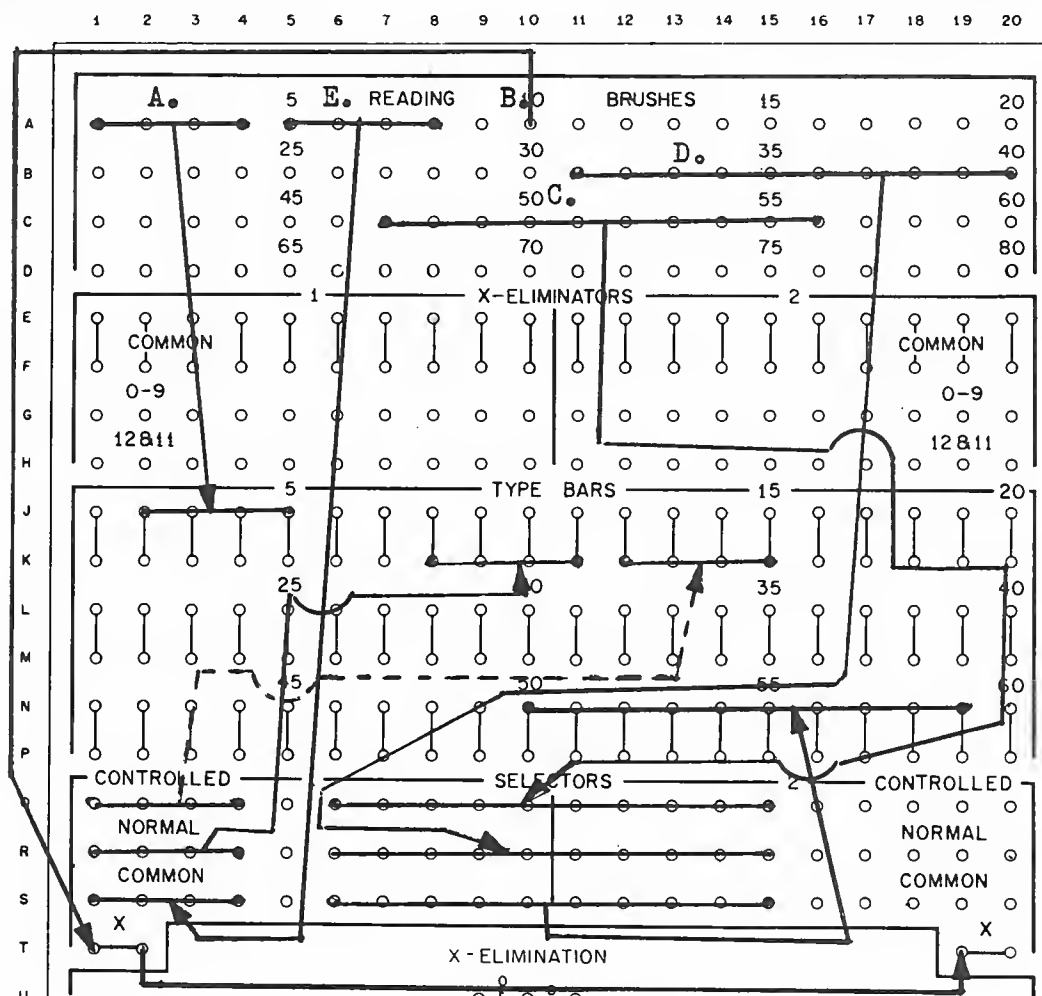 1 2 3 4 5 6 7 8 9 10 11 12 13 14 15 16 17 18 19 20
A. 5 E. READING B. 10 BRUSHES 15 20
A
25 30 D. 35 40
B
45 C. 50 55 60
C
65 70 75 80
D
1 X-ELIMINATORS 2
E
COMMON COMMON
F
0-9 0-9
G
12&11 12&11
H
5 TYPE BARS 15 20
J
K
25 35 40
L
M
45 50 55 60
N
P
CONTROLLED SELECTORS 2 CONTROLLED
NORMAL NORMAL
R
COMMON COMMON
S
X X
T
X-ELIMINATION
U